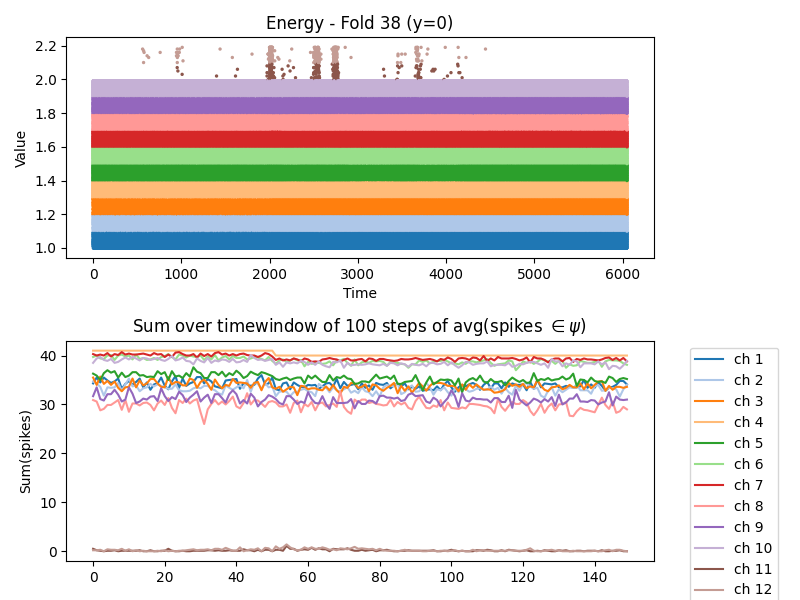 Energy - Fold 38 (y=0)
2.2
2.0
1.8
1.6
1.4
1.2
1.0
Value
0 1000 2000 3000 4000 5000 6000
Time
Sum over timewindow of 100 steps of avg(spikes ∈ ψ)
40
30
20
10
0
Sum(spikes)
0 20 40 60 80 100 120 140
ch 1
ch 2
ch 3
ch 4
ch 5
ch 6
ch 7
ch 8
ch 9
ch 10
ch 11
ch 12